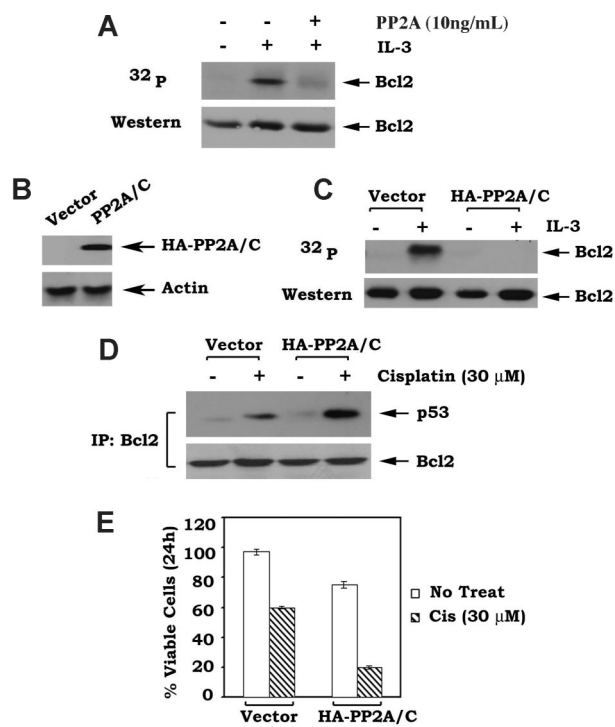 A
- - + PP2A (10ng/mL)
- + + IL-3
32 P
Bcl2
Western
Bcl2
B
Vector
PP2A/C
HA-PP2A/C
Actin
C
Vector HA-PP2A/C
- + - + IL-3
32 P
Bcl2
Western
Bcl2
D
Vector HA-PP2A/C
- + - + Cisplatin (30 μM)
p53
IP: Bcl2
Bcl2
E
% Viable Cells (24h)
120
100
80
60
40
20
0
No Treat
Cis (30 μM)
Vector HA-PP2A/C